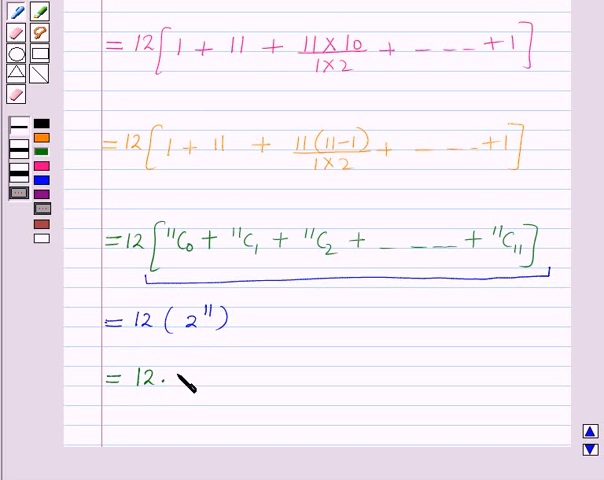 = 12 [ 1 + 11 + (11 × 10)/(1×2) + - - - - + 1 ]
= 12 [ 1 + 11 + 11(11-1)/(1×2) + - - - - + 1 ]
= 12 [ ¹¹C₀ + ¹¹C₁ + ¹¹C₂ + - - - - + ¹¹C₁₁ ]
= 12 ( 2¹¹ )
= 12 .